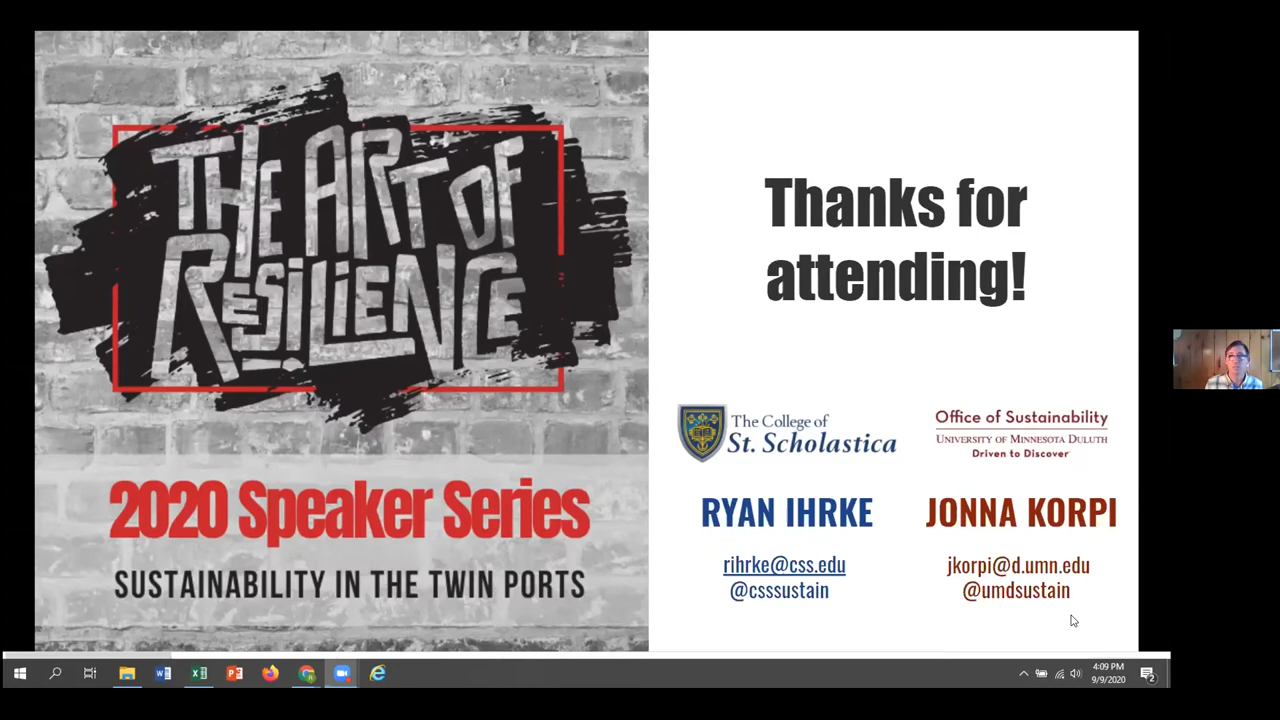 THE ART OF
RESILIENCE
2020 Speaker Series
SUSTAINABILITY IN THE TWIN PORTS
Thanks for
attending!
The College of
St. Scholastica
Office of Sustainability
UNIVERSITY OF MINNESOTA DULUTH
Driven to Discover
RYAN IHRKE
JONNA KORPI
rihrke@css.edu
@csssustain
jkorpi@d.umn.edu
@umdsustain
4:09 PM
9/9/2020
2